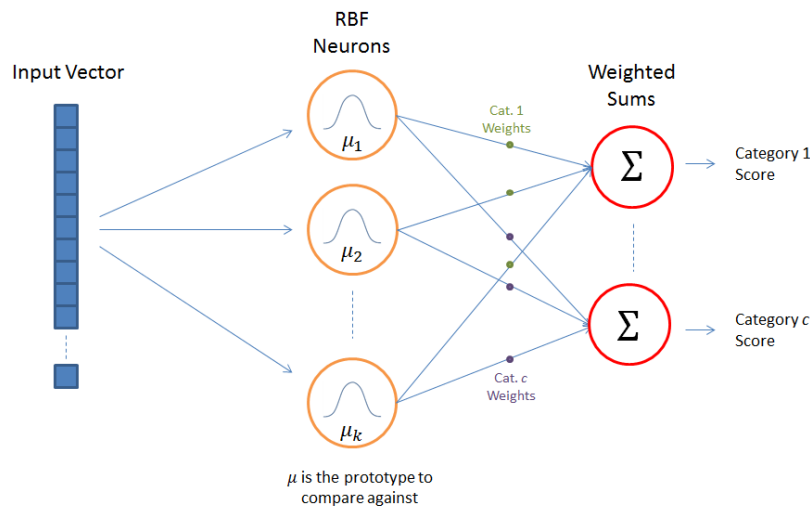 RBF
Neurons
Input Vector
Weighted
Sums
Cat. 1
Weights
μ1
Σ
Category 1
Score
μ2
Σ
Category c
Score
Cat. c
Weights
μk
μ is the prototype to
compare against